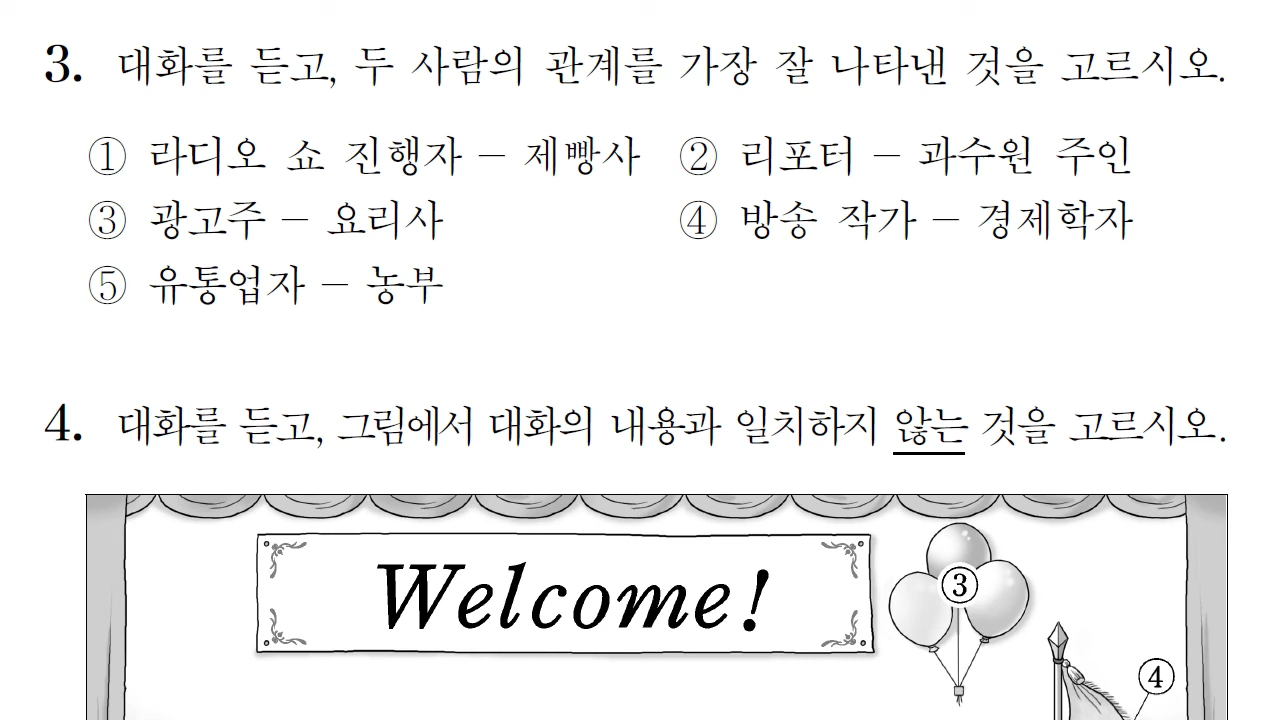 3. 대화를 듣고, 두 사람의 관계를 가장 잘 나타낸 것을 고르시오.
① 라디오 쇼 진행자 – 제빵사 ② 리포터 – 과수원 주인
③ 광고주 – 요리사 ④ 방송 작가 – 경제학자
⑤ 유통업자 – 농부
4. 대화를 듣고, 그림에서 대화의 내용과 일치하지 않는 것을 고르시오.
Welcome!
③
④